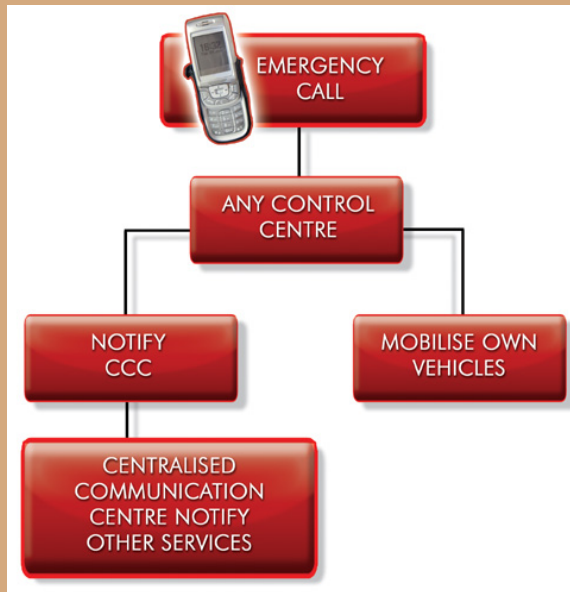 EMERGENCY
CALL
ANY CONTROL
CENTRE
NOTIFY
CCC
MOBILISE OWN
VEHICLES
CENTRALISED
COMMUNICATION
CENTRE NOTIFY
OTHER SERVICES